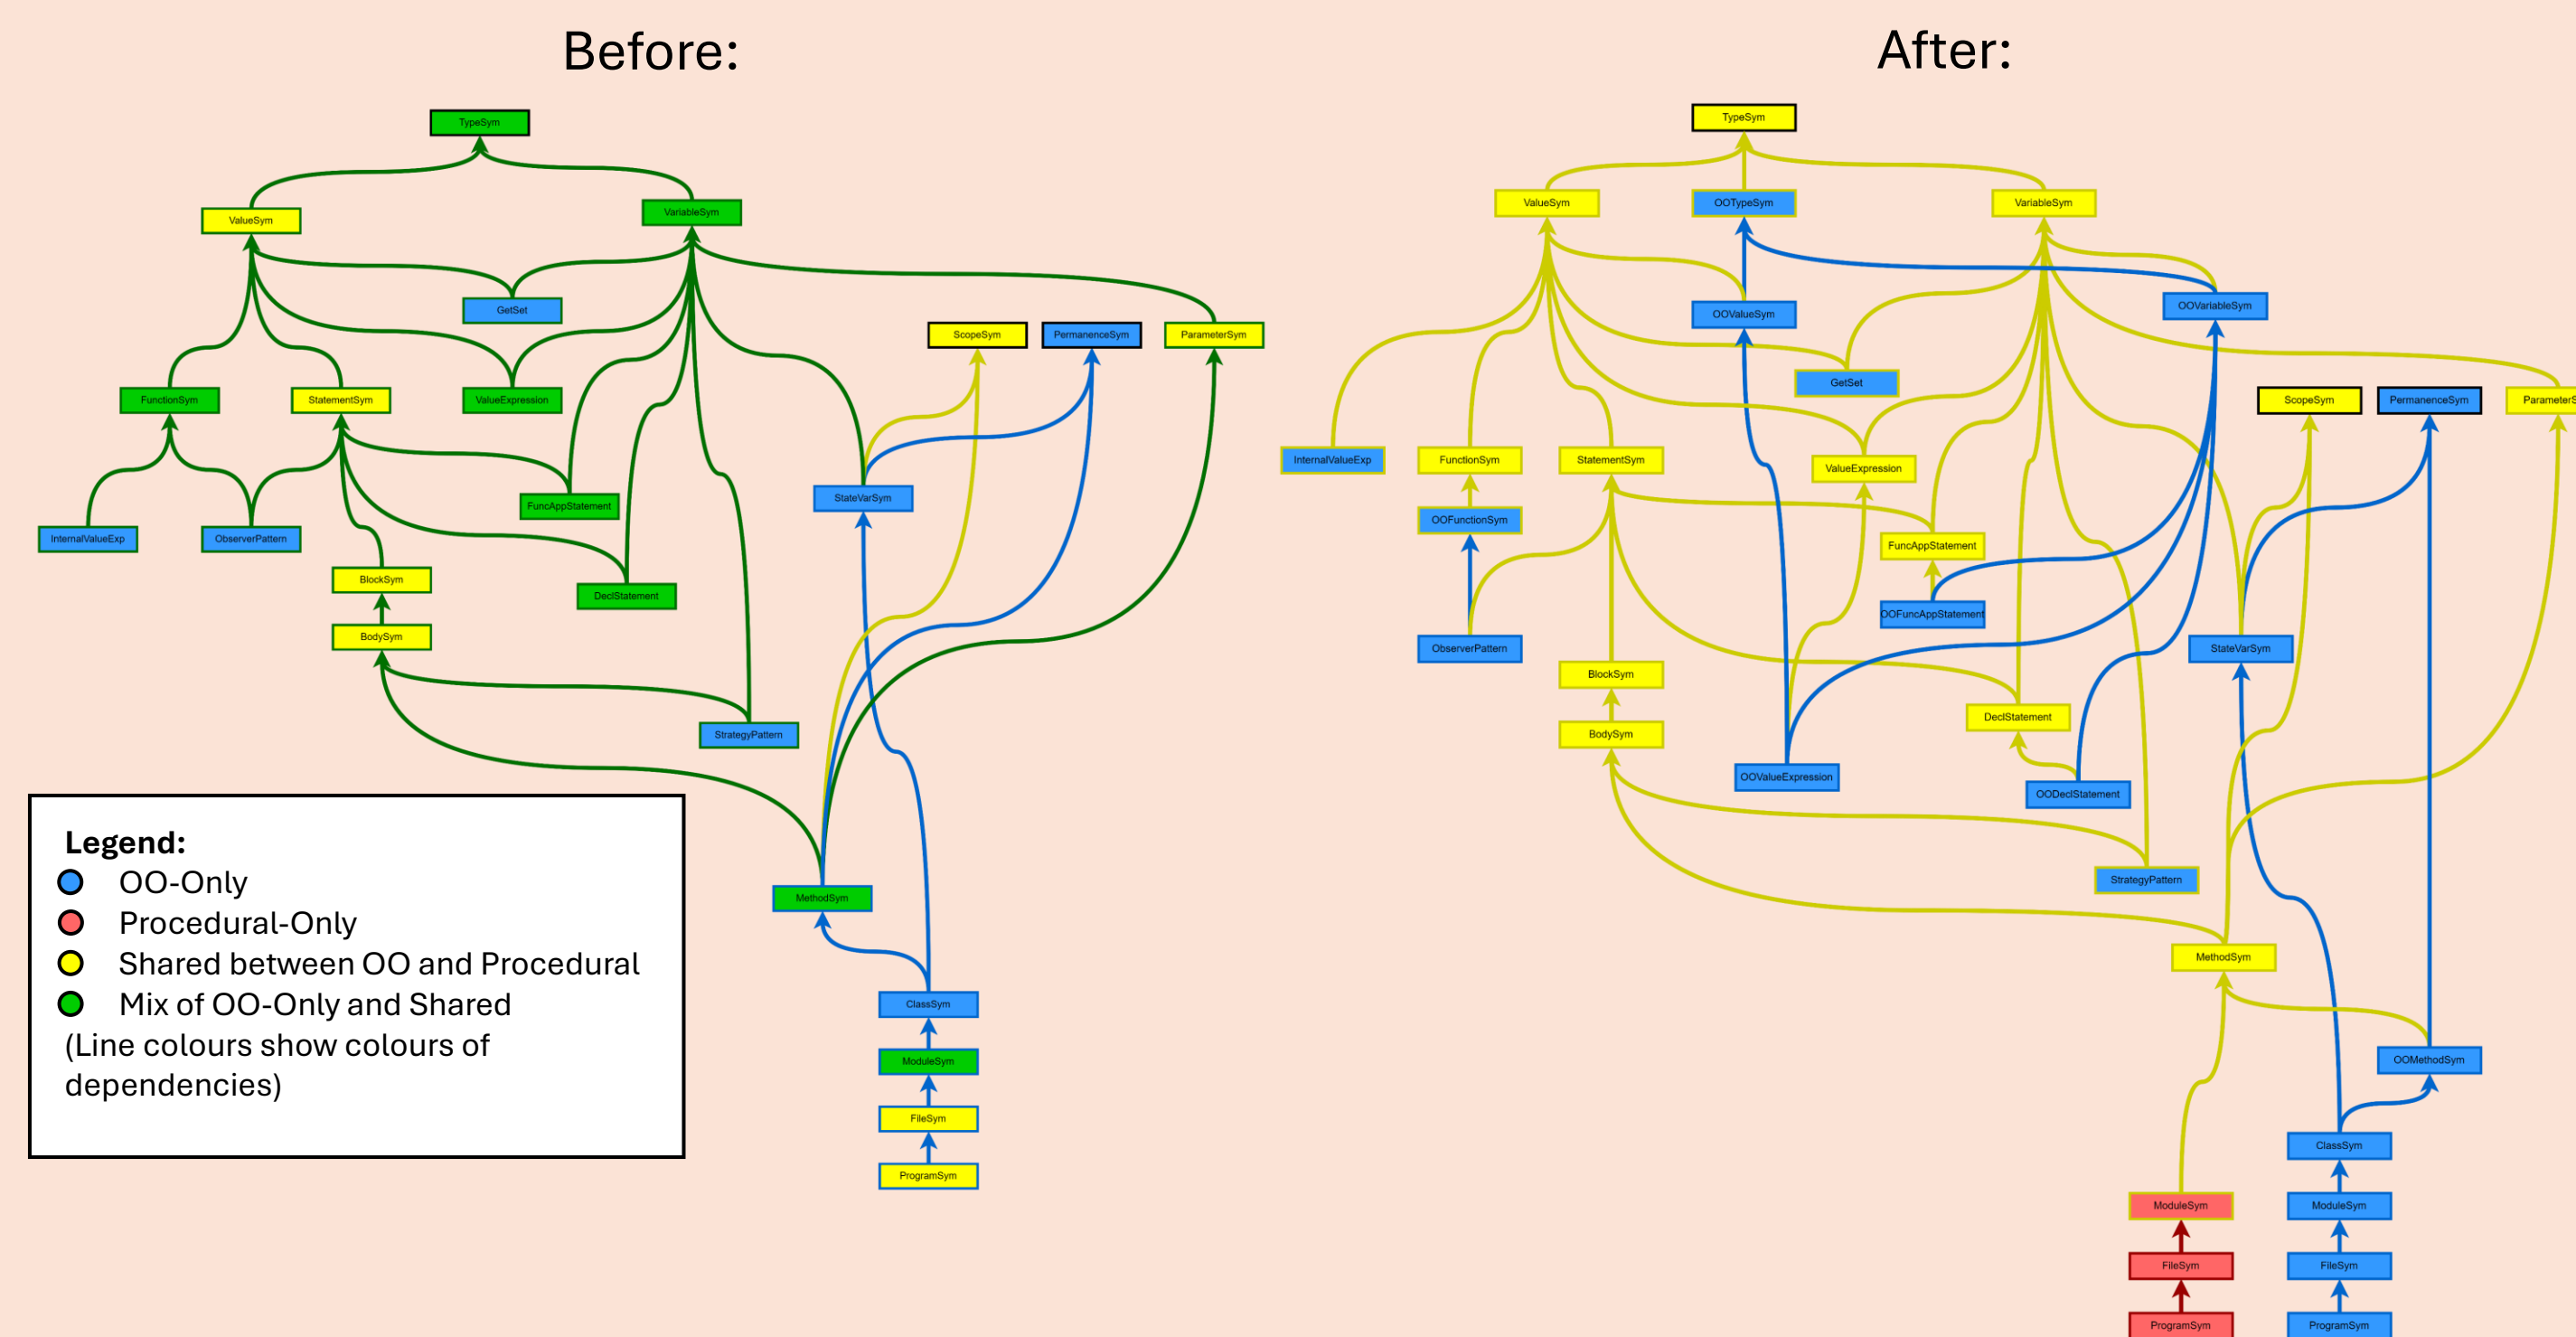 Before:
TypeSym
ValueSym
VariableSym
GetSet
ScopeSym
PermanenceSym
ParameterSym
FunctionSym
StatementSym
ValueExpression
StateVarSym
FuncAppStatement
InternalValueExp
ObserverPattern
BlockSym
DeclStatement
BodySym
StrategyPattern
MethodSym
ClassSym
ModuleSym
FileSym
ProgramSym
Legend:
OO-Only
Procedural-Only
Shared between OO and Procedural
Mix of OO-Only and Shared
(Line colours show colours of
dependencies)
After:
TypeSym
ValueSym
OOTypeSym
VariableSym
OOVariableSym
OOValueSym
GetSet
ScopeSym
PermanenceSym
ParameterS
InternalValueExp
FunctionSym
StatementSym
ValueExpression
OOFunctionSym
FuncAppStatement
OOFuncAppStatement
ObserverPattern
StateVarSym
BlockSym
DeclStatement
BodySym
OOValueExpression
OODeclStatement
StrategyPattern
MethodSym
OOMethodSym
ClassSym
ModuleSym
ModuleSym
FileSym
FileSym
ProgramSym
ProgramSym